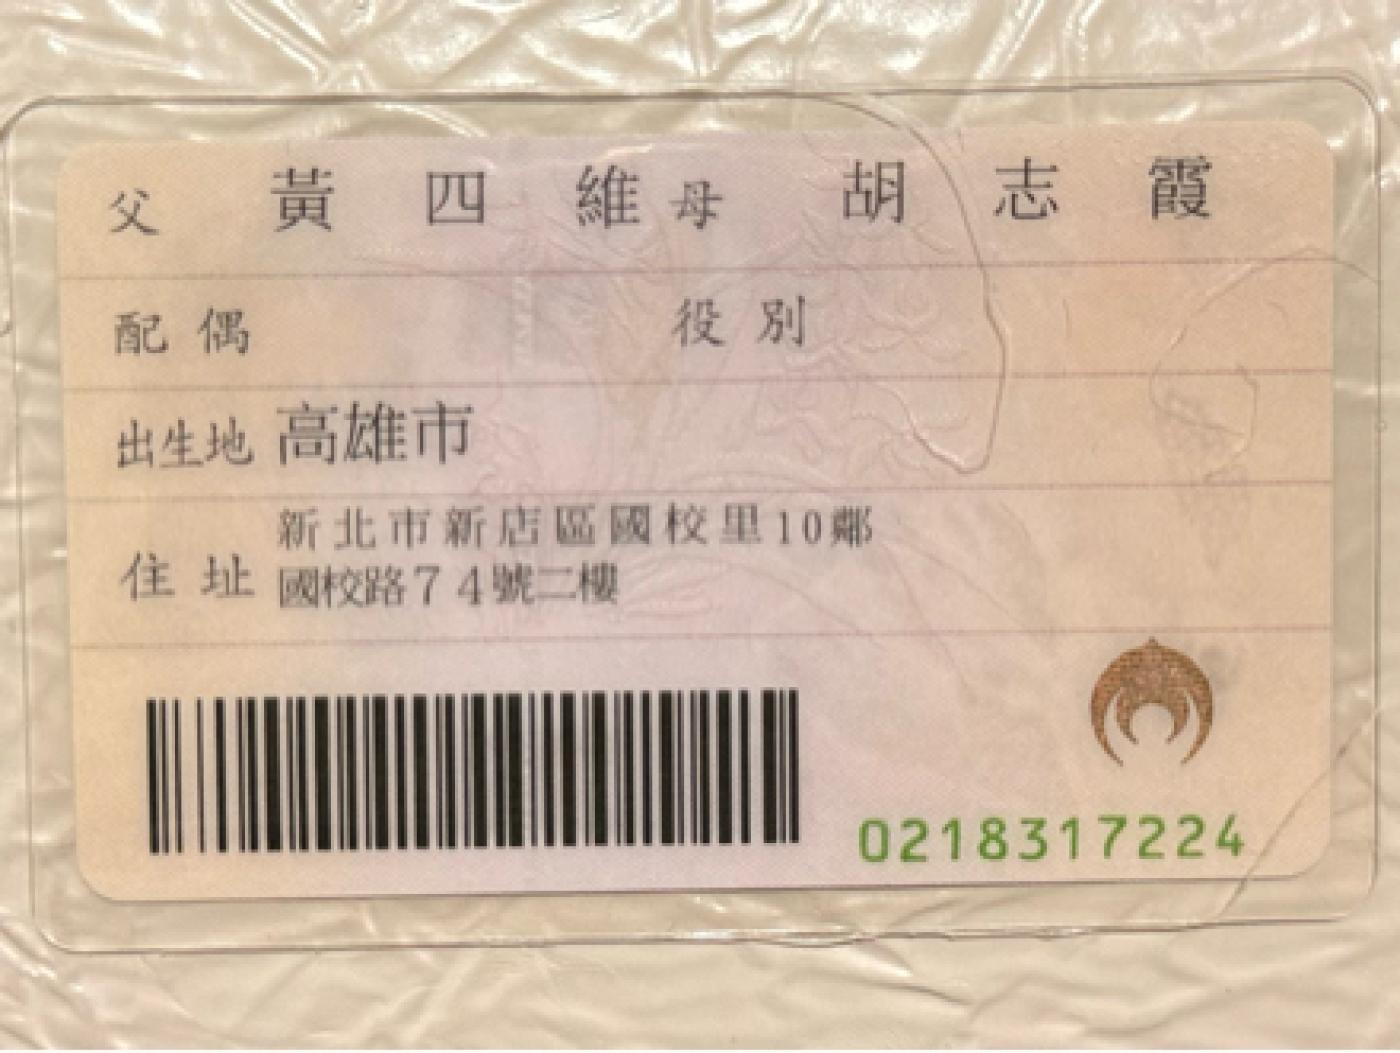 父 黃四維 母 胡志霞
配偶 役別
出生地 高雄市
住址 新北市新店區國校里10鄰
國校路74號二樓
0218317224